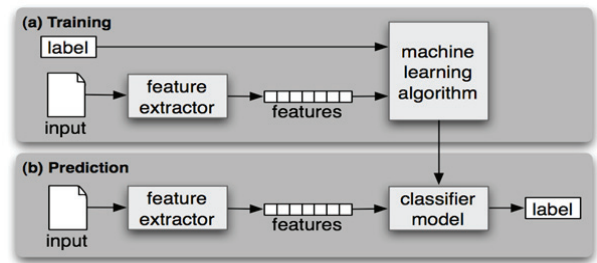 (a) Training
label
machine
learning
algorithm
feature
extractor
features
input
(b) Prediction
feature
extractor
features
classifier
model
label
input